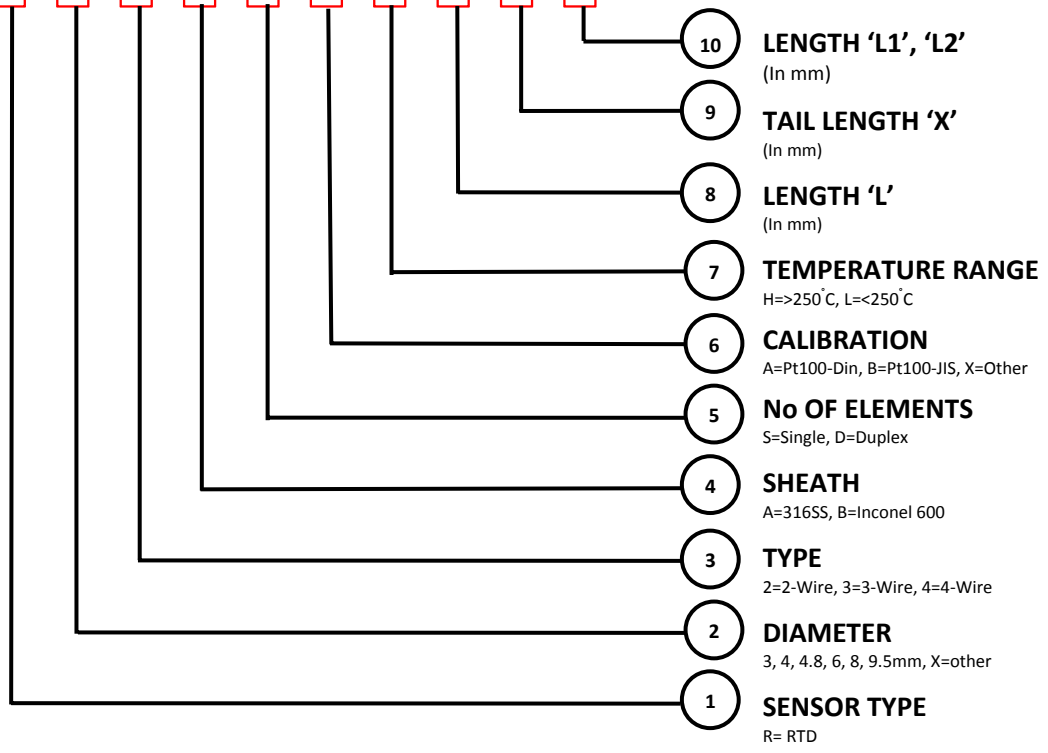 10
LENGTH ‘L1’, ‘L2’
(In mm)
9
TAIL LENGTH ‘X’
(In mm)
8
LENGTH ‘L’
(In mm)
7
TEMPERATURE RANGE
H=>250°C, L=<250°C
6
CALIBRATION
A=Pt100-Din, B=Pt100-JIS, X=Other
5
No OF ELEMENTS
S=Single, D=Duplex
4
SHEATH
A=316SS, B=Inconel 600
3
TYPE
2=2-Wire, 3=3-Wire, 4=4-Wire
2
DIAMETER
3, 4, 4.8, 6, 8, 9.5mm, X=other
1
SENSOR TYPE
R= RTD